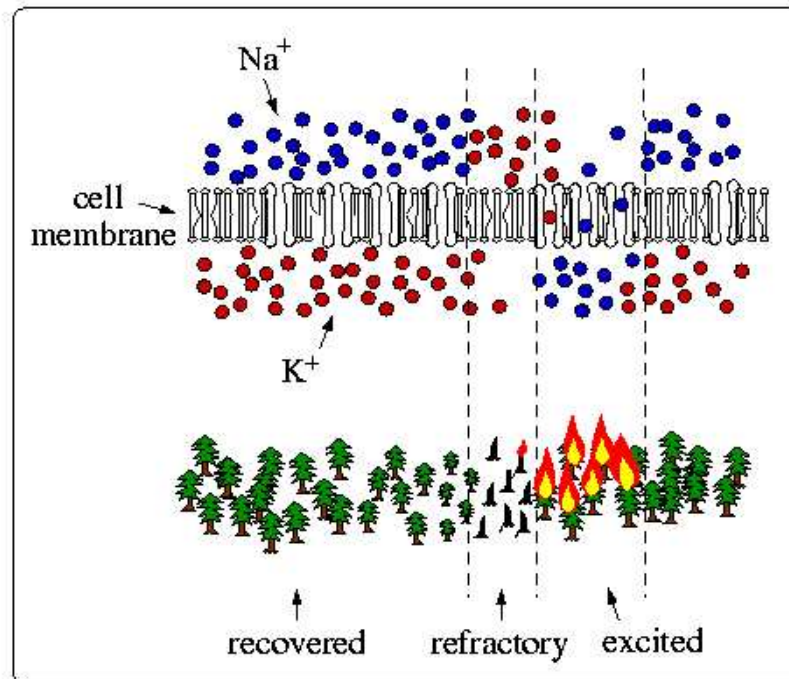 Na⁺
cell
membrane
K⁺
recovered
refractory
excited